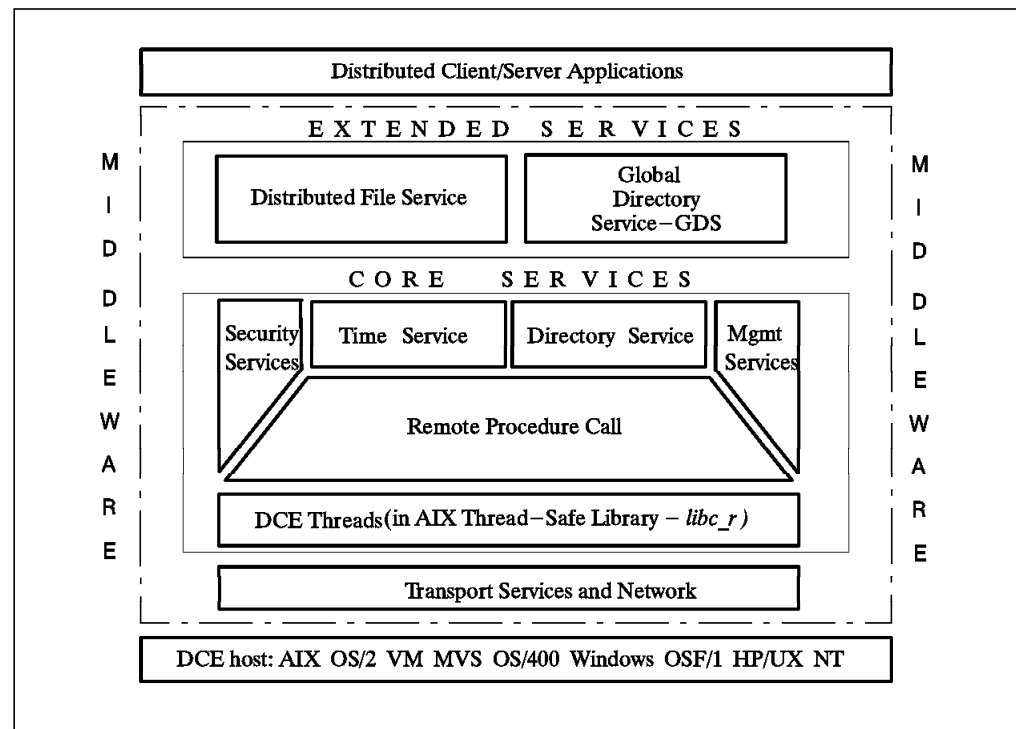 Distributed Client/Server Applications
EXTENDED SERVICES
Distributed File Service
Global
Directory
Service–GDS
CORE SERVICES
Security
Services
Time Service
Directory Service
Mgmt
Services
Remote Procedure Call
DCE Threads(in AIX Thread–Safe Library – libc_r)
Transport Services and Network
DCE host: AIX OS/2 VM MVS OS/400 Windows OSF/1 HP/UX NT
MIDDLEWARE
MIDDLEWARE